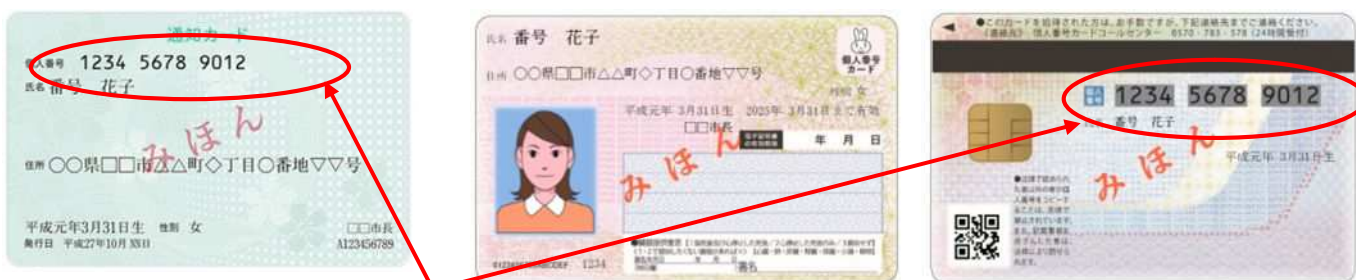 通知カード
個人番号 1234 5678 9012
氏名 番号 花子
みほん
住所 ○○県□□市△△町◇丁目○番地▽▽号
平成元年3月31日生 性別 女
□□市長
発行日 平成27年10月
A123456789
氏名 番号 花子
個人番号
カード
住所 ○○県□□市△△町◇丁目○番地▽▽号
性別 女
平成元年 3月31日生 2025年 3月31日まで有効
□□市長
年 月 日
みほん
1234
署名
●このカードを拾得された方は、お手数ですが、下記連絡先までご連絡ください。
(連絡先) 個人番号カードコールセンター 0570-783-578 (24時間受付)
個人
番号 1234 5678 9012
氏名 番号 花子
平成元年 3月31日生
みほん